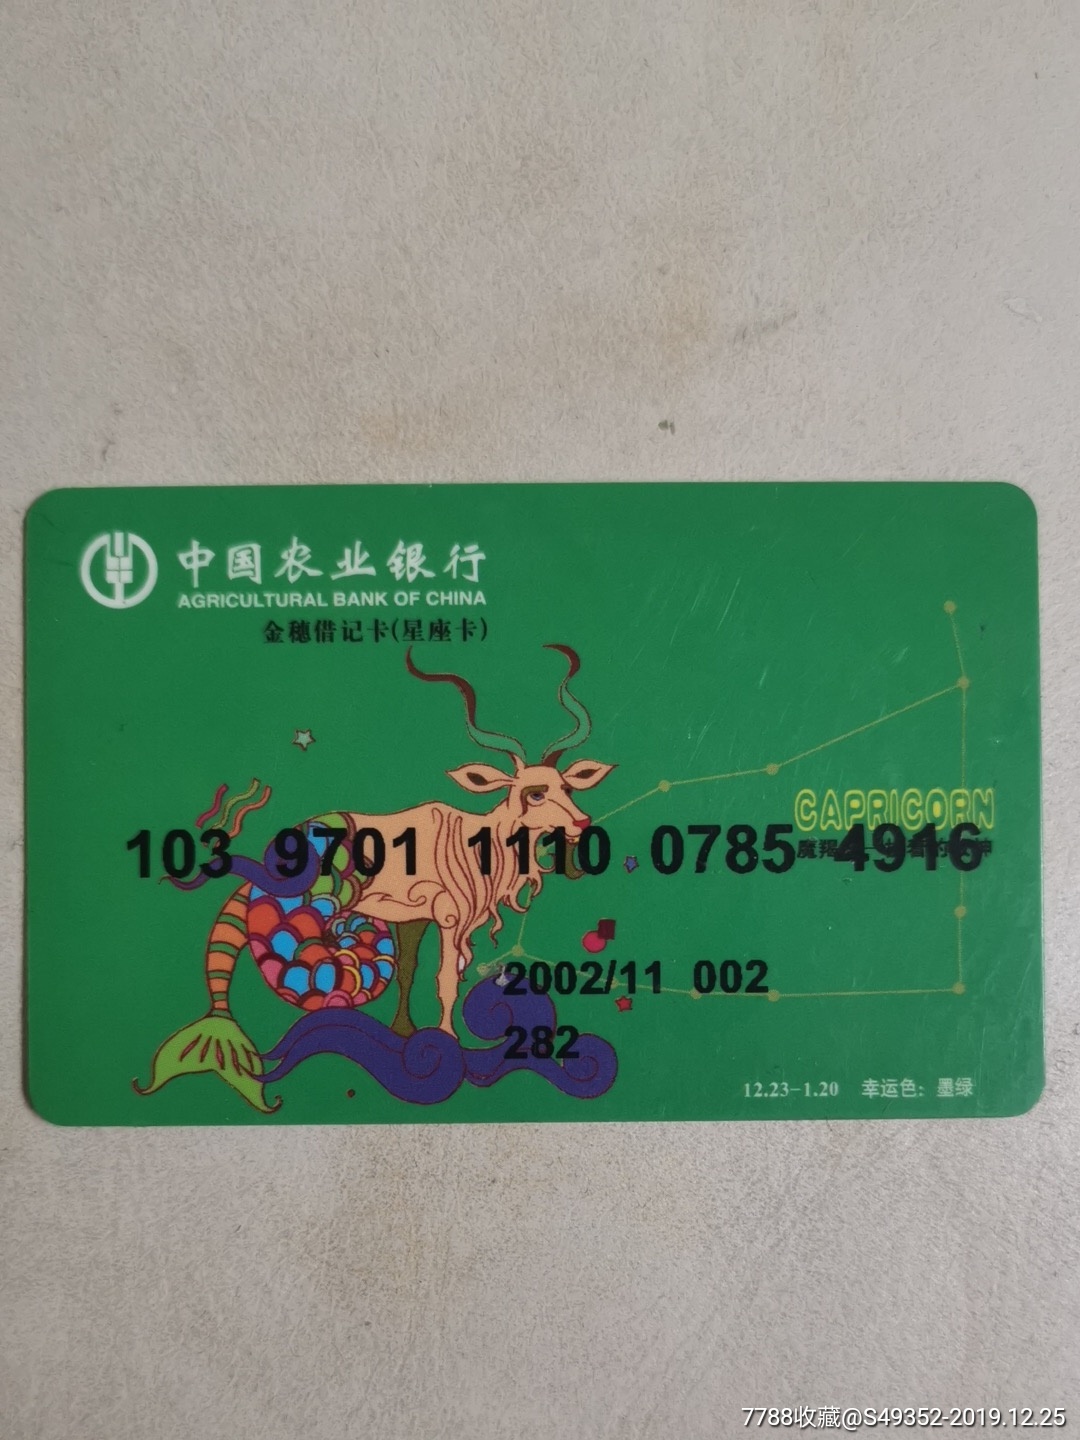 中国农业银行
AGRICULTURAL BANK OF CHINA
金穗借记卡(星座卡)
CAPRICORN
魔羯
103 9701 1110 0785 4916
2002/11 002
282
12.23-1.20 幸运色：墨绿
7788收藏@S49352-2019.12.25